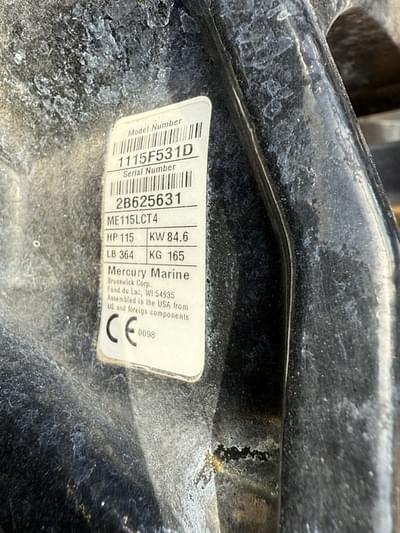 Model Number
1115F531D
Serial Number
2B625631
ME115LCT4
HP 115 KW 84.6
LB 364 KG 165
Mercury Marine
Brunswick Corp.
Fond du Lac, WI 54935
Assembled in the USA from
US and foreign components
CE 0098